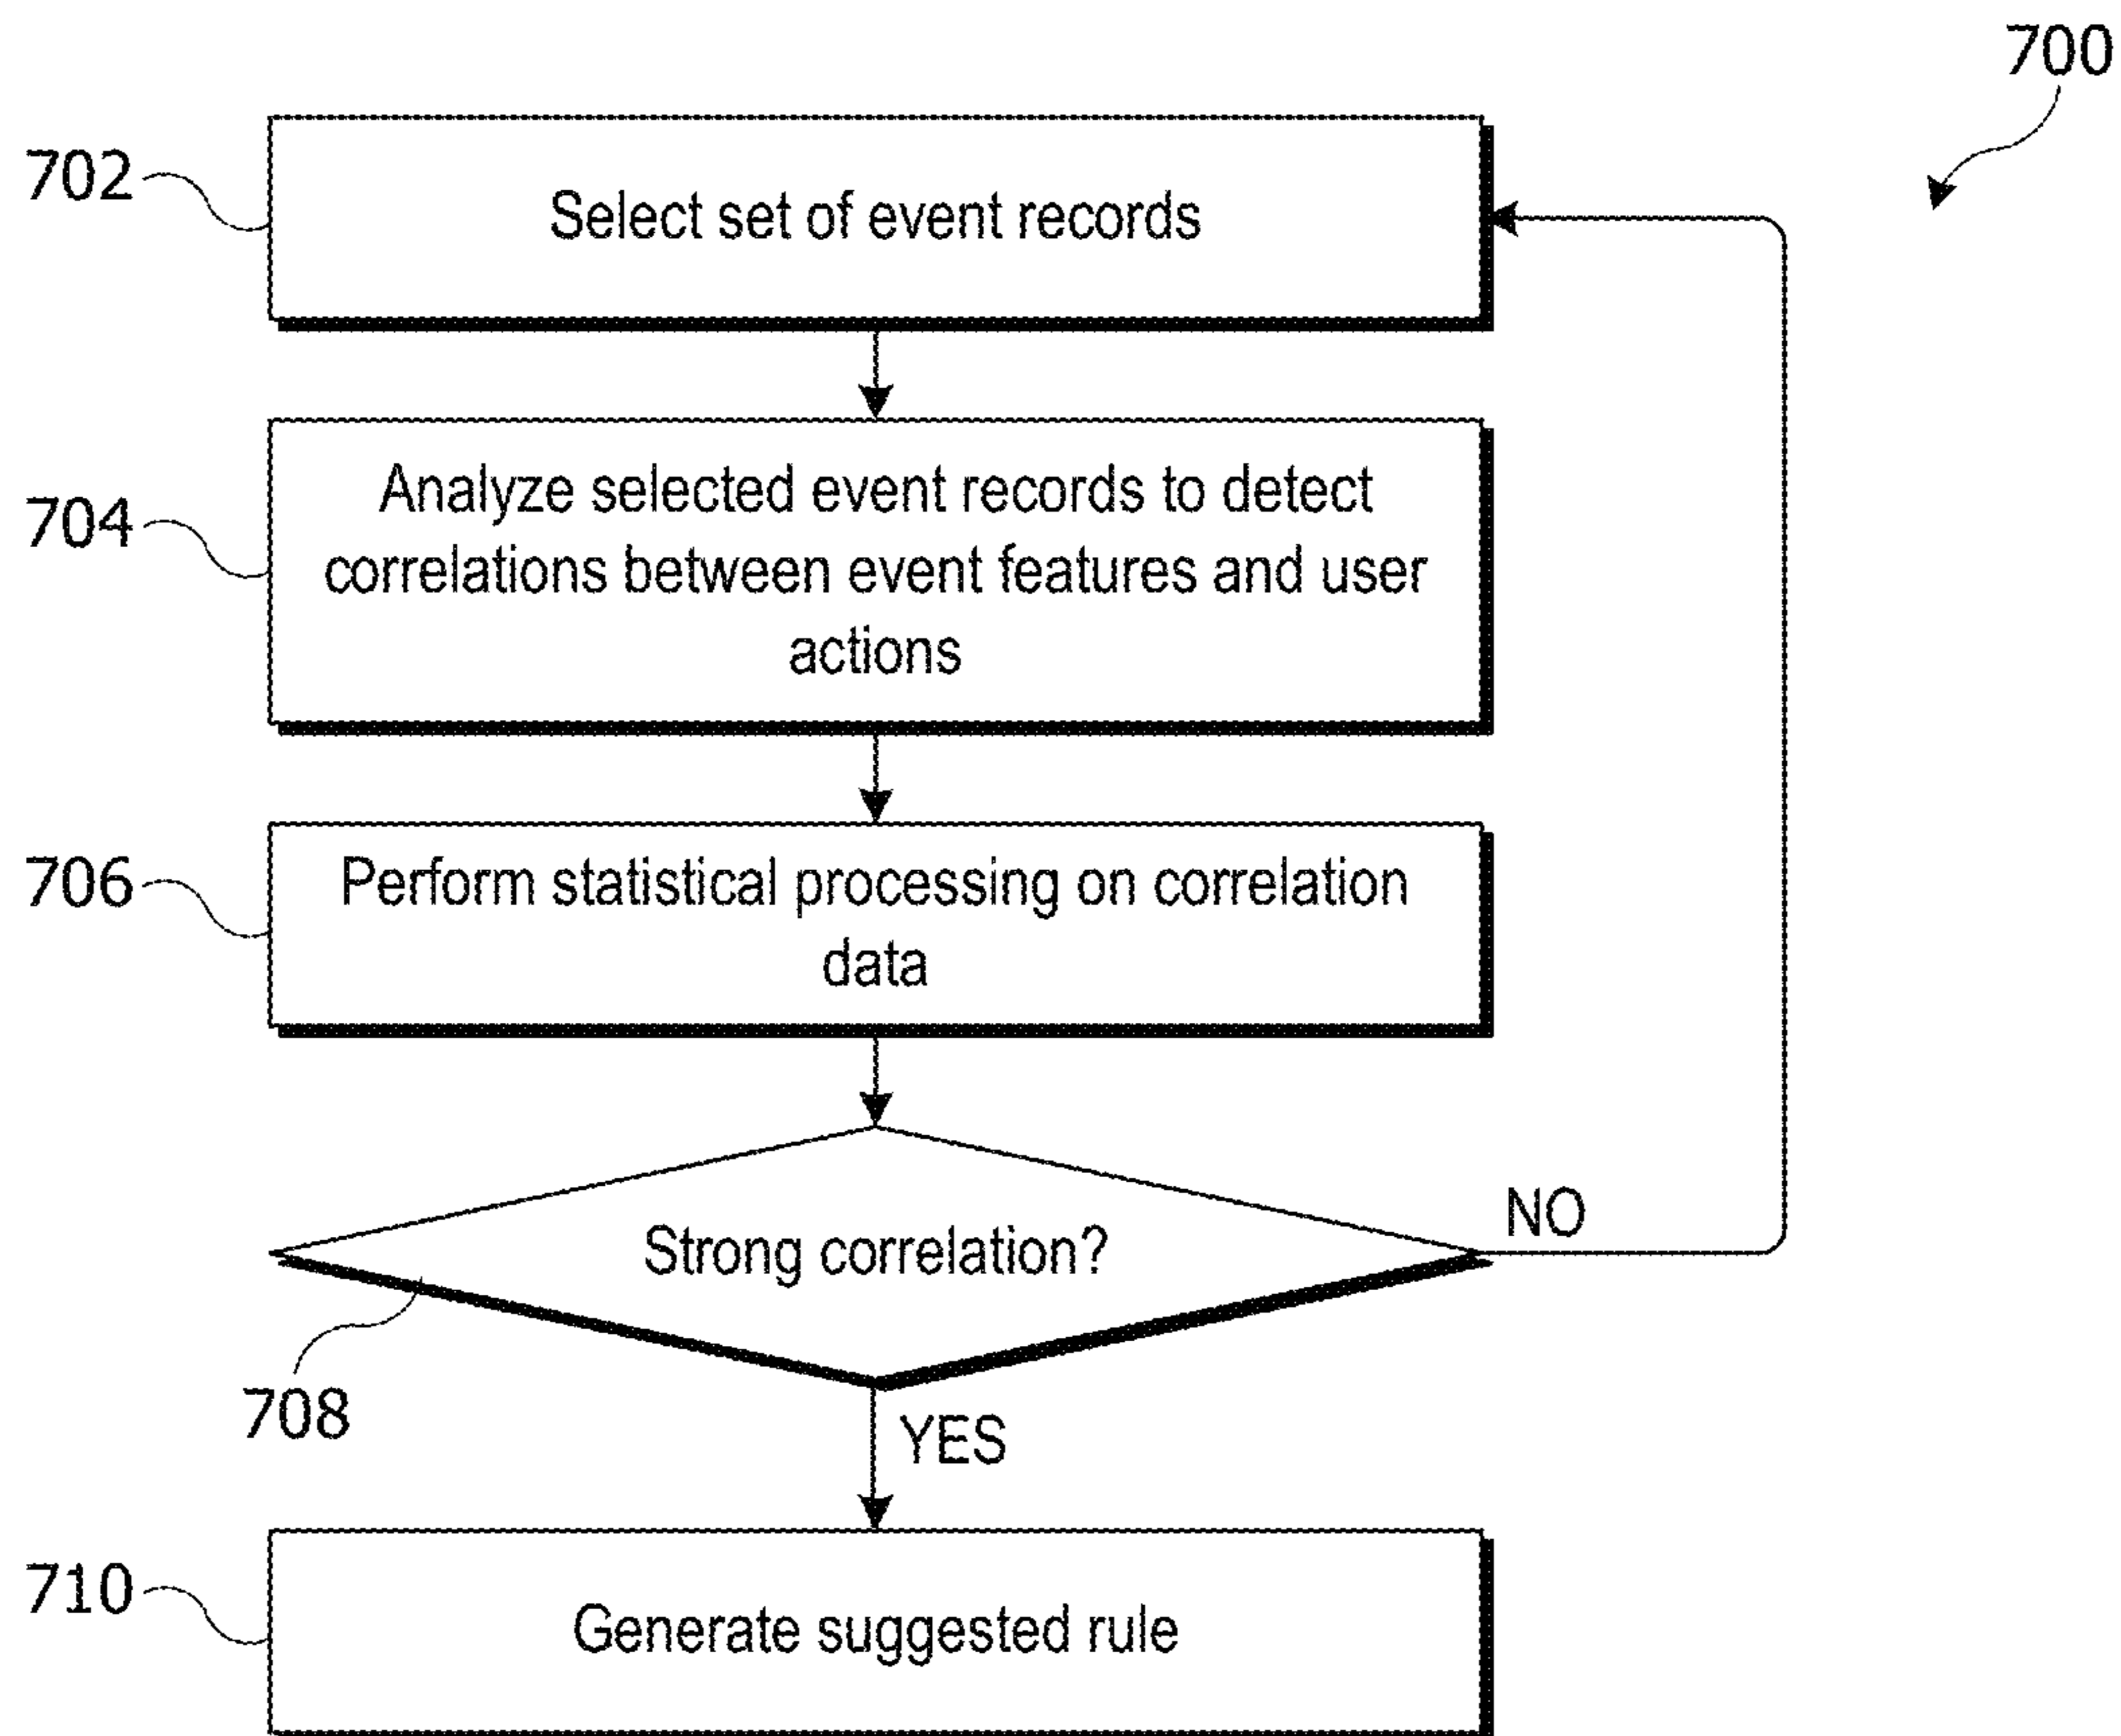 700
702
Select set of event records
704
Analyze selected event records to detect
correlations between event features and user
actions
706
Perform statistical processing on correlation
data
Strong correlation?
NO
708
YES
710
Generate suggested rule